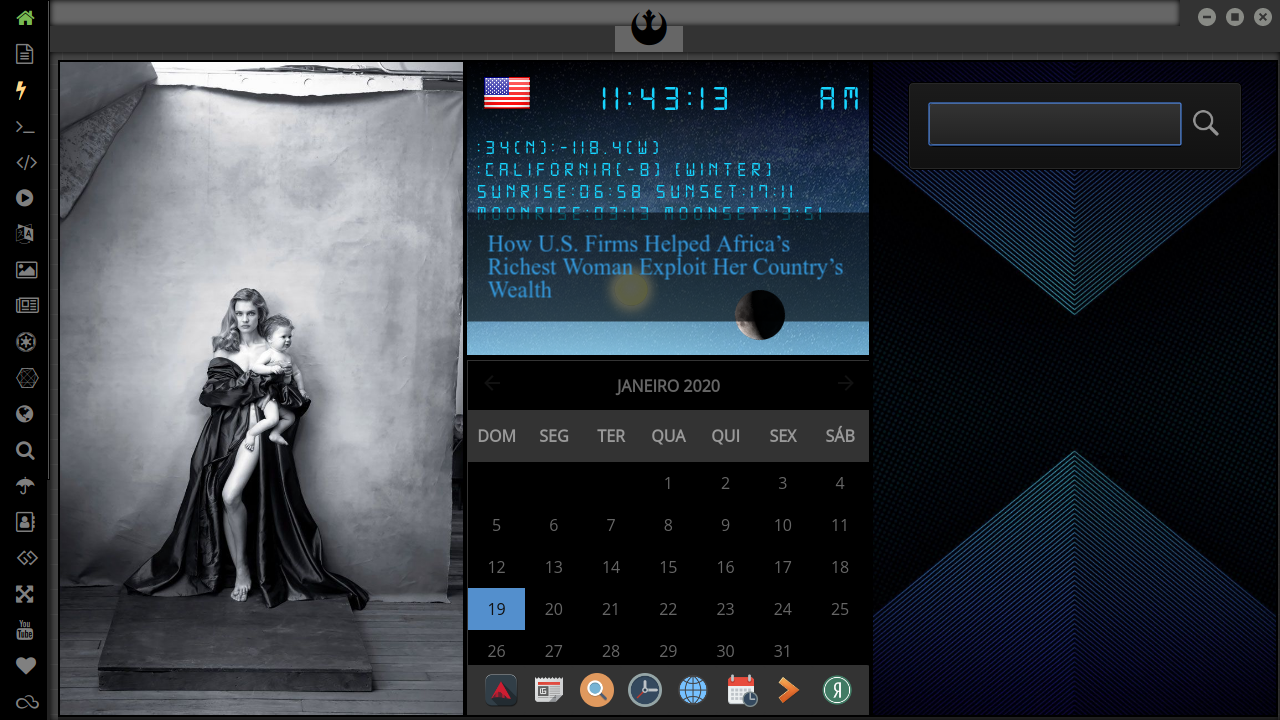 11:43:13 AM
:34(N):-118.4(W)
:CALIFORNIA(-8) (WINTER)
SUNRISE:06:58 SUNSET:17:11
MOONRISE:03:13 MOONSET:13:51
How U.S. Firms Helped Africa’s
Richest Woman Exploit Her Country’s
Wealth
JANEIRO 2020
DOM SEG TER QUA QUI SEX SÁB
1 2 3 4
5 6 7 8 9 10 11
12 13 14 15 16 17 18
19 20 21 22 23 24 25
26 27 28 29 30 31
You
Tube